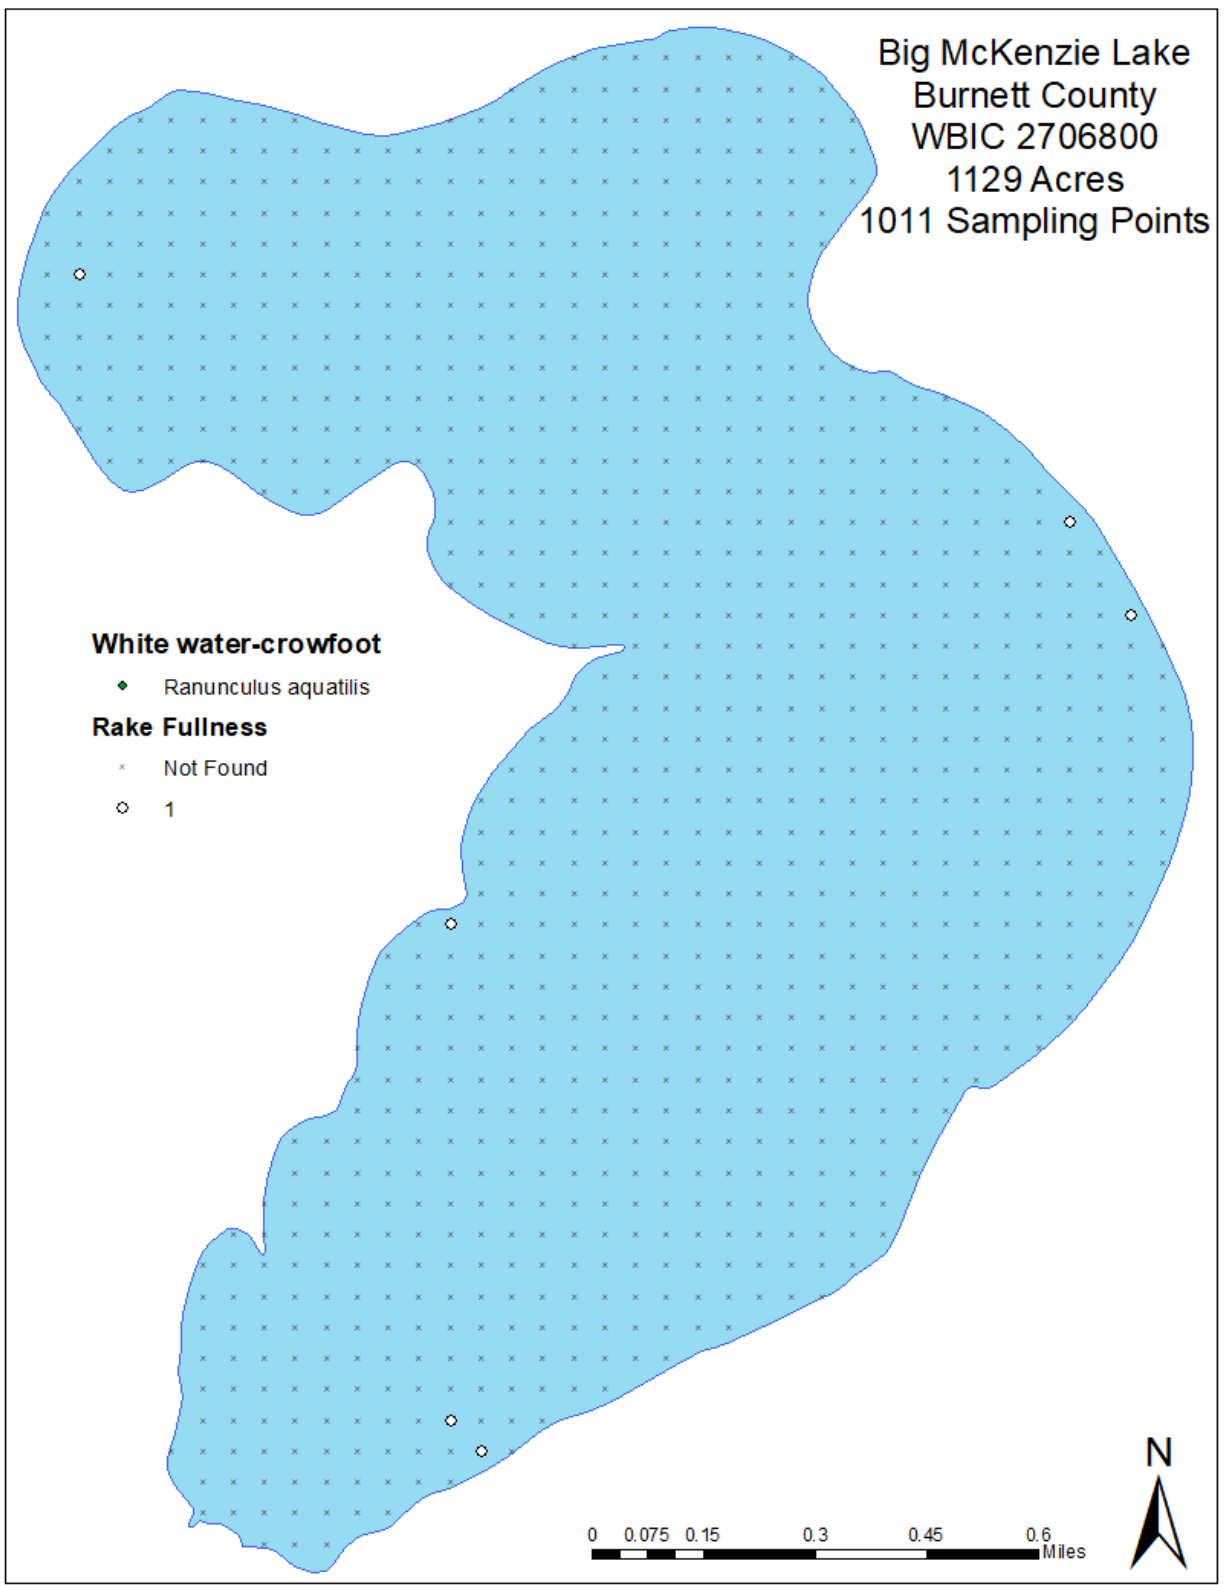 Big McKenzie Lake
Burnett County
WBIC 2706800
1129 Acres
1011 Sampling Points
White water-crowfoot
Ranunculus aquatilis
Rake Fullness
Not Found
1
N
0 0.075 0.15 0.3 0.45 0.6
Miles